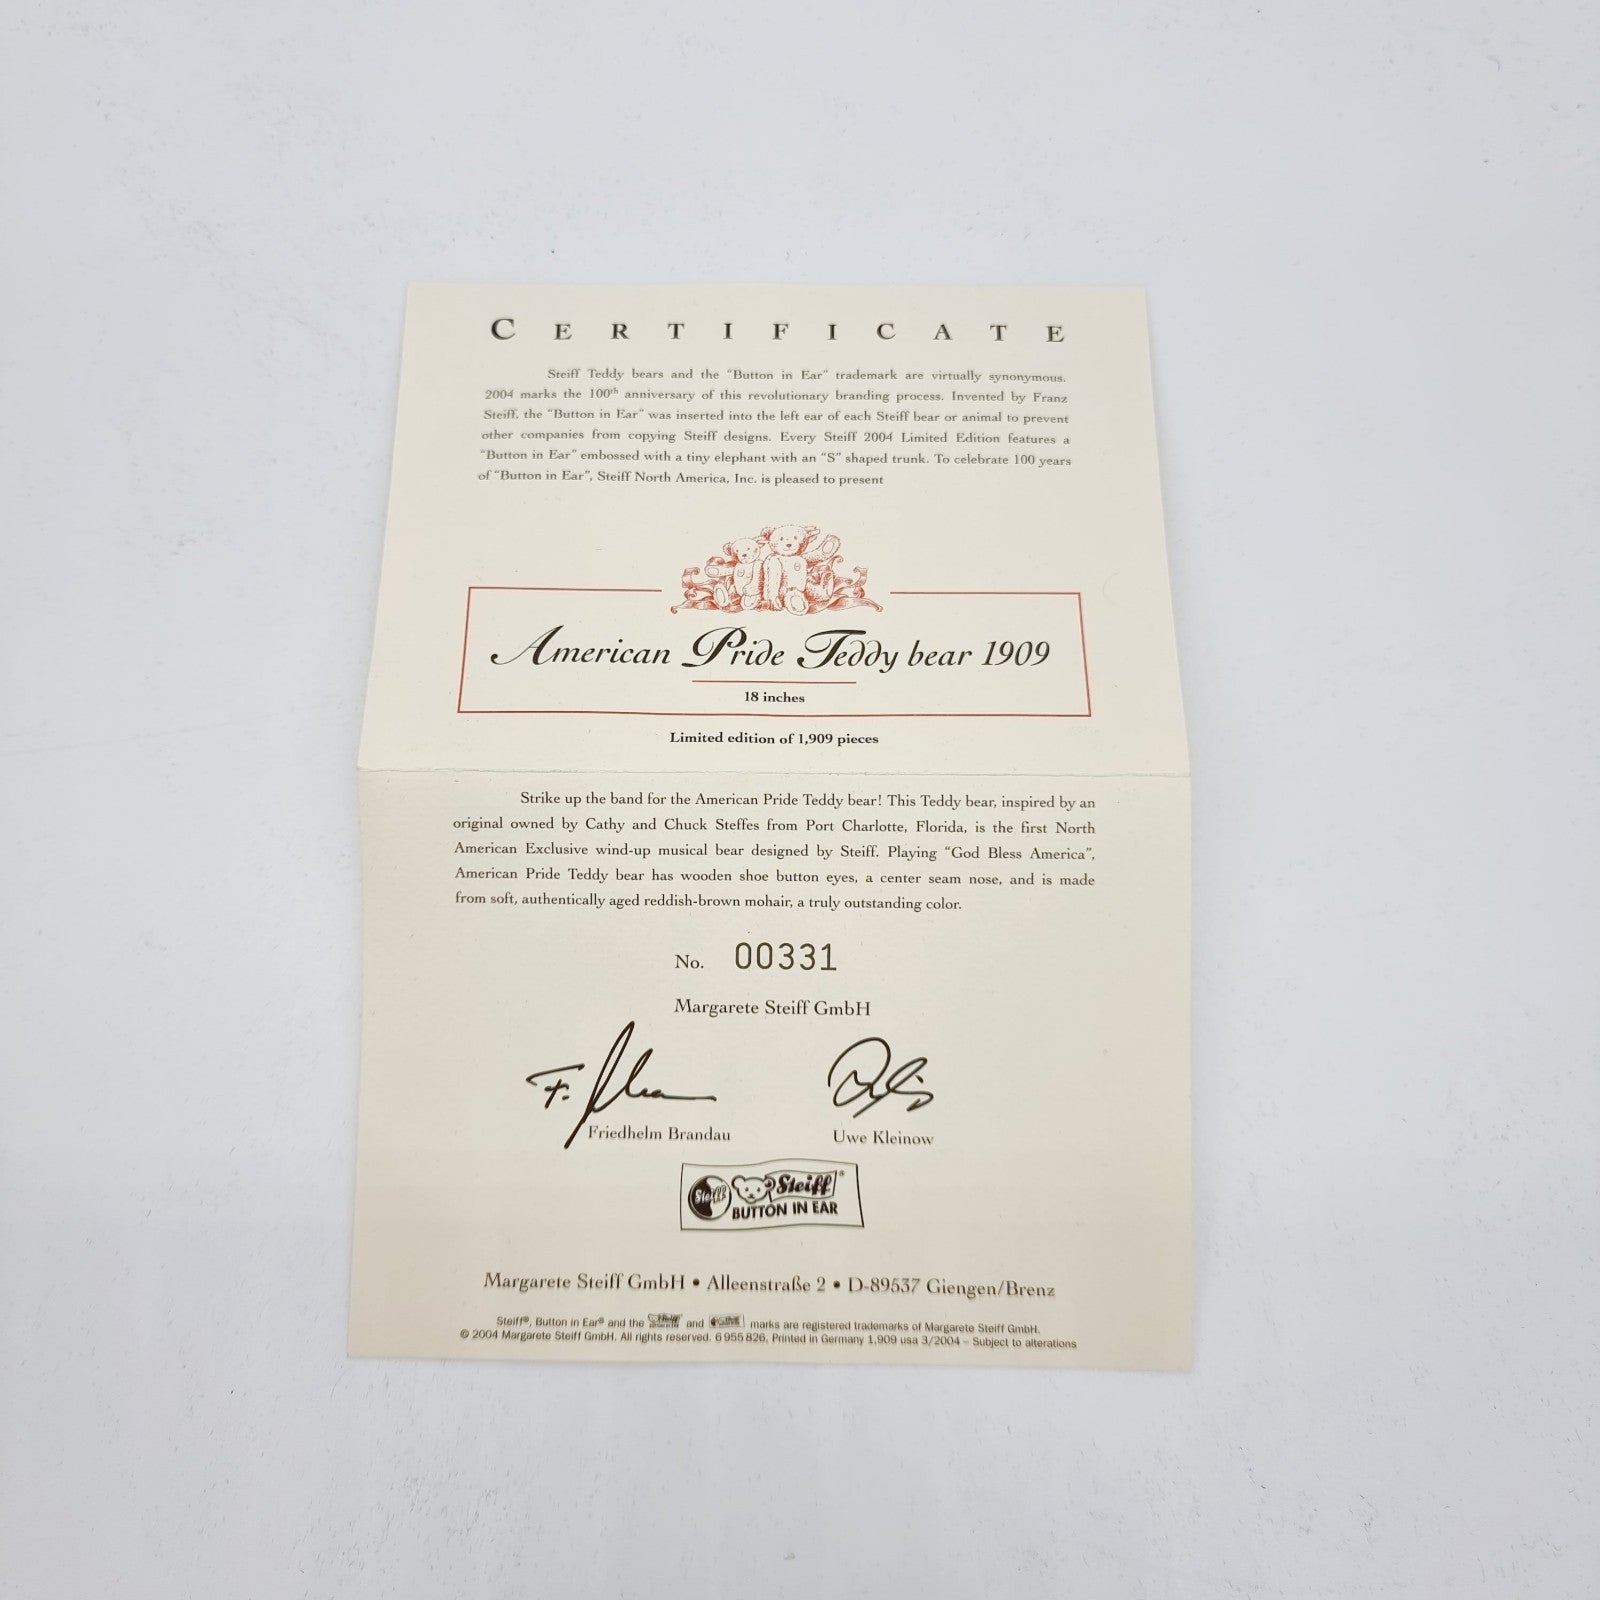 CERTIFICATE
Steiff Teddy bears and the "Button in Ear" trademark are virtually synonymous.
2004 marks the 100th anniversary of this revolutionary branding process. Invented by Franz
Steiff, the "Button in Ear" was inserted into the left ear of each Steiff bear or animal to prevent
other companies from copying Steiff designs. Every Steiff 2004 Limited Edition features a
"Button in Ear" embossed with a tiny elephant with an "S" shaped trunk. To celebrate 100 years
of "Button in Ear", Steiff North America, Inc. is pleased to present
American Pride Teddy bear 1909
18 inches
Limited edition of 1,909 pieces
Strike up the band for the American Pride Teddy bear! This Teddy bear, inspired by an
original owned by Cathy and Chuck Steffes from Port Charlotte, Florida, is the first North
American Exclusive wind-up musical bear designed by Steiff. Playing "God Bless America",
American Pride Teddy bear has wooden shoe button eyes, a center seam nose, and is made
from soft, authentically aged reddish-brown mohair, a truly outstanding color.
No. 00331
Margarete Steiff GmbH
Friedhelm Brandau
Uwe Kleinow
Steiff Steiff®
BUTTON IN EAR
Margarete Steiff GmbH • Alleenstraße 2 • D-89537 Giengen/Brenz
Steiff®, Button in Ear® and the and marks are registered trademarks of Margarete Steiff GmbH.
© 2004 Margarete Steiff GmbH. All rights reserved. 6 955 826, Printed in Germany 1,909 usa 3/2004 – Subject to alterations